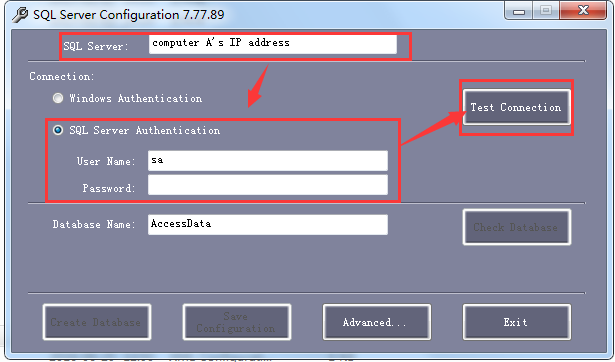 SQL Server Configuration 7.77.89
SQL Server: computer A's IP address
Connection:
Windows Authentication
Test Connection
SQL Server Authentication
User Name: sa
Password:
Database Name: AccessData
Check Database
Create Database
Save
Configuration
Advanced...
Exit